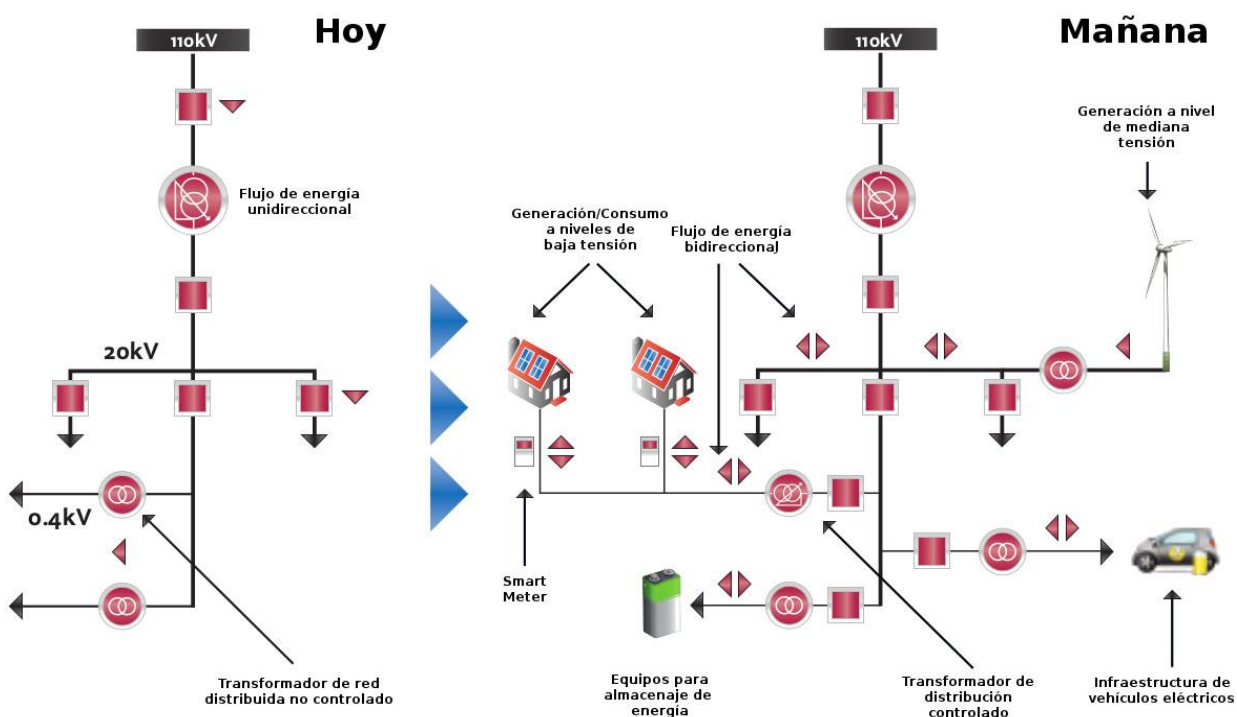 Hoy
110kV
Flujo de energía
unidireccional
20kV
0.4kV
Transformador de red
distribuida no controlado
Mañana
110kV
Generación a nivel
de mediana
tensión
Generación/Consumo
a niveles de
baja tensión
Flujo de energía
bidireccional
Smart
Meter
Equipos para
almacenaje de
energía
Transformador de
distribución
controlado
Infraestructura de
vehículos eléctricos